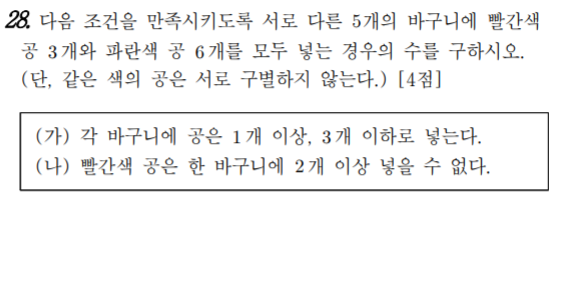 28. 다음 조건을 만족시키도록 서로 다른 5개의 바구니에 빨간색
공 3개와 파란색 공 6개를 모두 넣는 경우의 수를 구하시오.
(단, 같은 색의 공은 서로 구별하지 않는다.) [4점]
(가) 각 바구니에 공은 1개 이상, 3개 이하로 넣는다.
(나) 빨간색 공은 한 바구니에 2개 이상 넣을 수 없다.